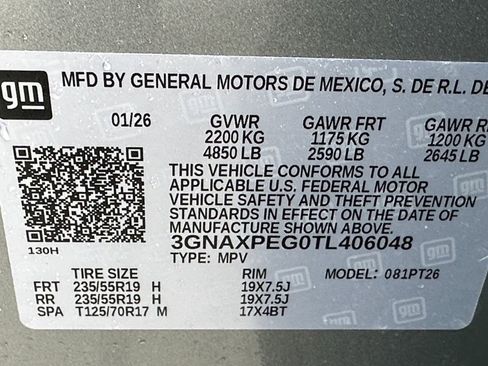 gm MFD BY GENERAL MOTORS DE MEXICO, S. DE R.L. DE
01/26 GVWR GAWR FRT GAWR R
2200 KG 1175 KG 1200 KG
4850 LB 2590 LB 2645 LB
THIS VEHICLE CONFORMS TO ALL
APPLICABLE U.S. FEDERAL MOTOR
VEHICLE SAFETY AND THEFT PREVENTION
STANDARDS IN EFFECT ON THE DATE OF
MANUFACTURE SHOWN ABOVE.
130H 3GNAXPEG0TL406048
TYPE: MPV
TIRE SIZE RIM MODEL: 081PT26
FRT 235/55R19 H 19X7.5J
RR 235/55R19 H 19X7.5J
SPA T125/70R17 M 17X4BT